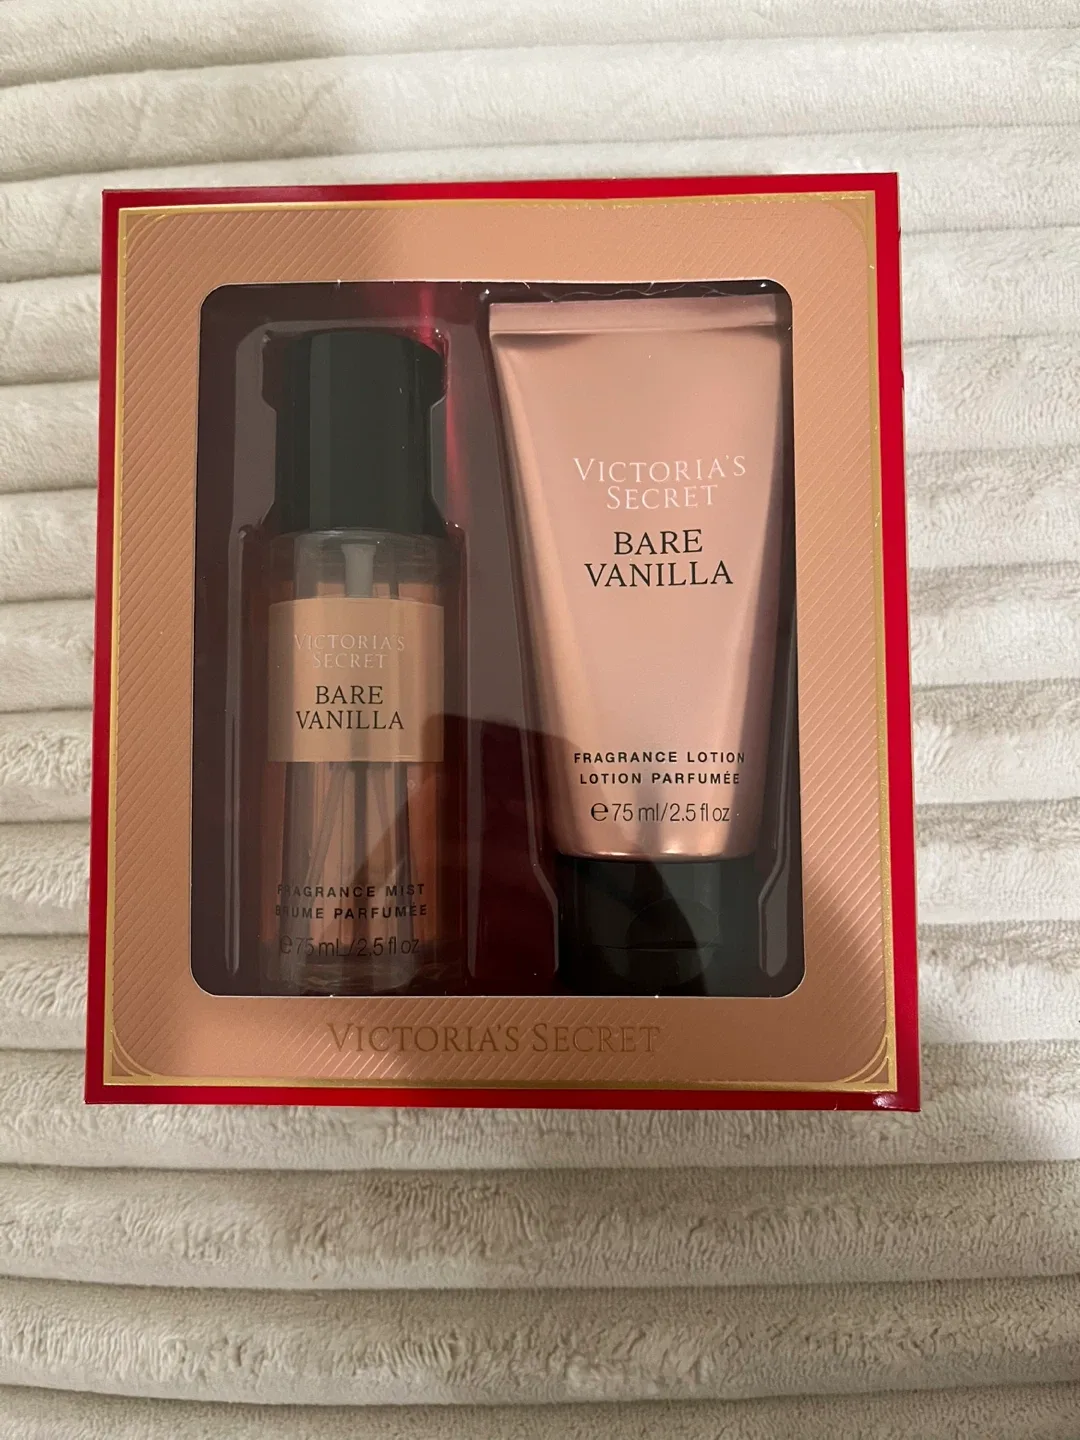 VICTORIA'S
SECRET
BARE
VANILLA
FRAGRANCE MIST
BRUME PARFUMÉE
℮75 mL/2.5 fl oz
VICTORIA'S
SECRET
BARE
VANILLA
FRAGRANCE LOTION
LOTION PARFUMÉE
℮75 ml/2.5 fl oz
VICTORIA'S SECRET